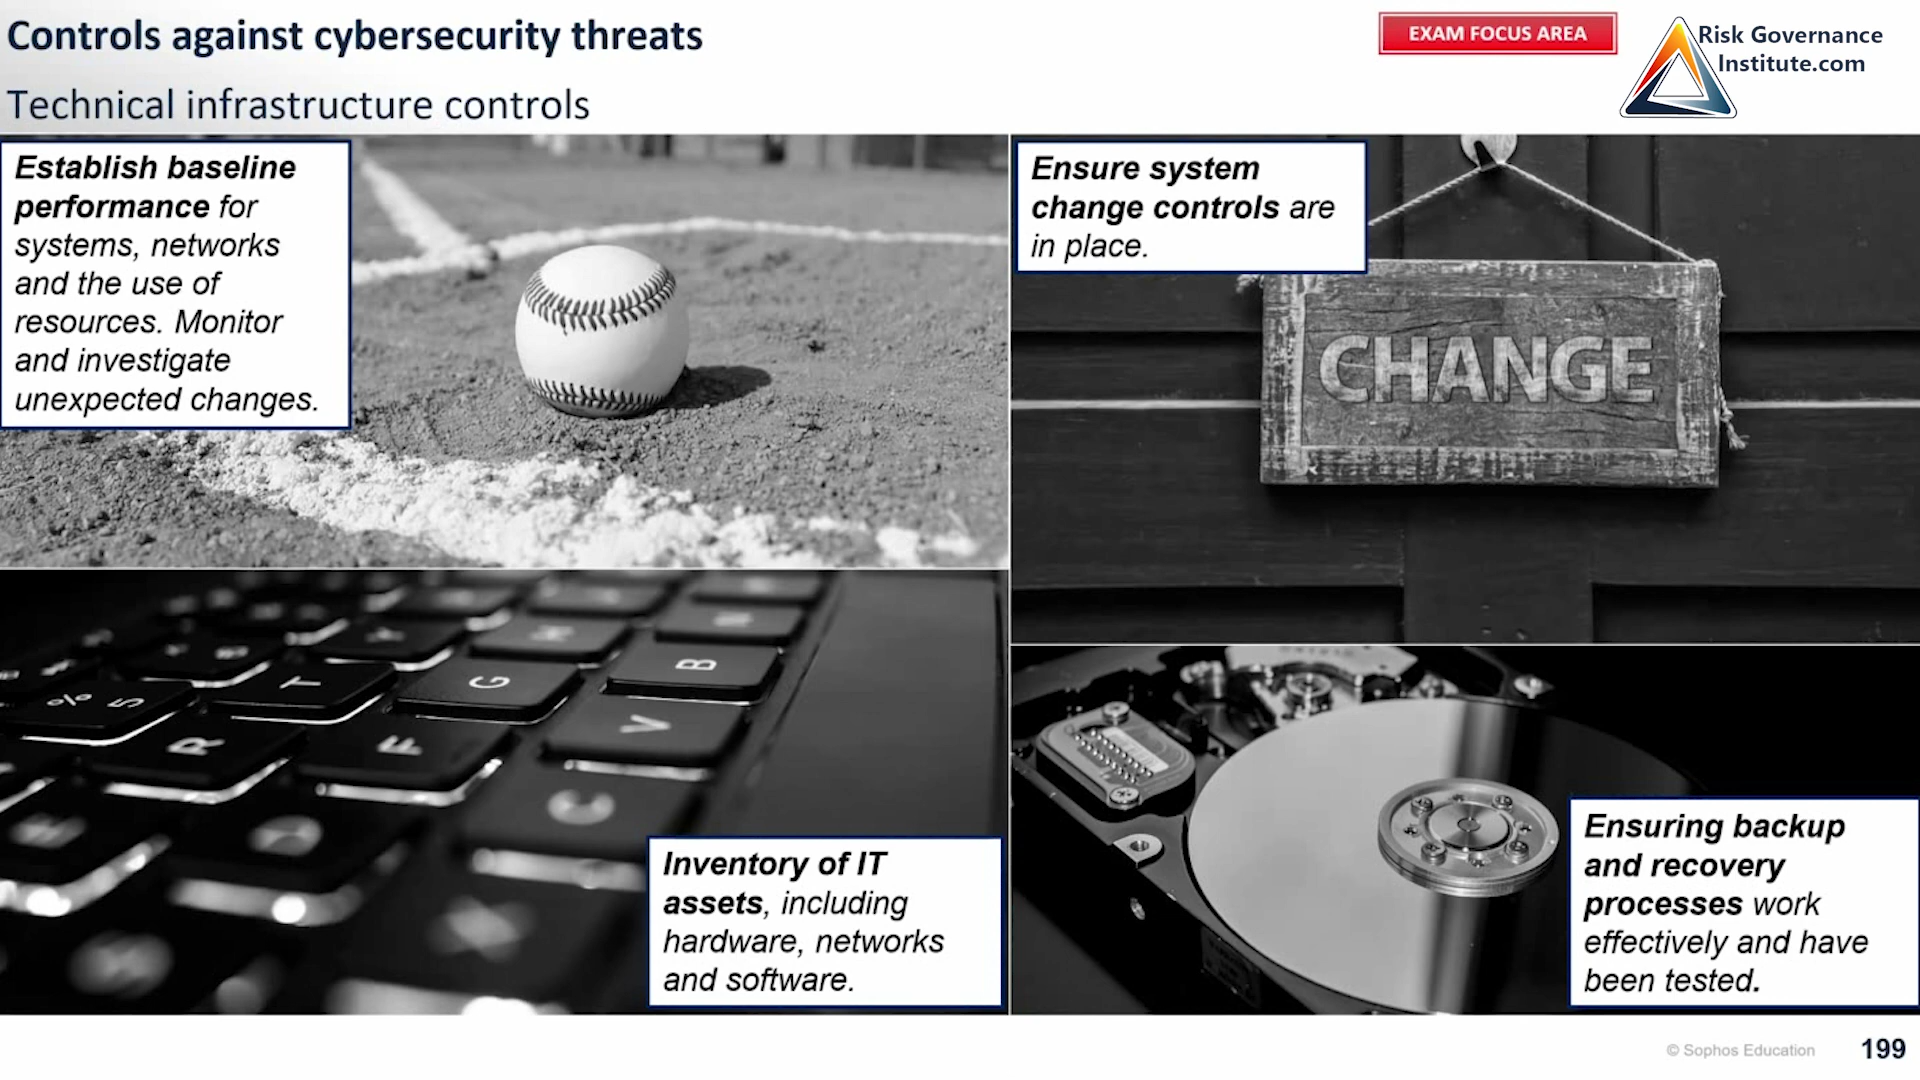 Controls against cybersecurity threats
Technical infrastructure controls
EXAM FOCUS AREA
Risk Governance
Institute.com
Establish baseline
performance for
systems, networks
and the use of
resources. Monitor
and investigate
unexpected changes.
Ensure system
change controls are
in place.
CHANGE
% 5
T
G
B
R
F
V
C
E
X
Inventory of IT
assets, including
hardware, networks
and software.
Ensuring backup
and recovery
processes work
effectively and have
been tested.
© Sophos Education
199